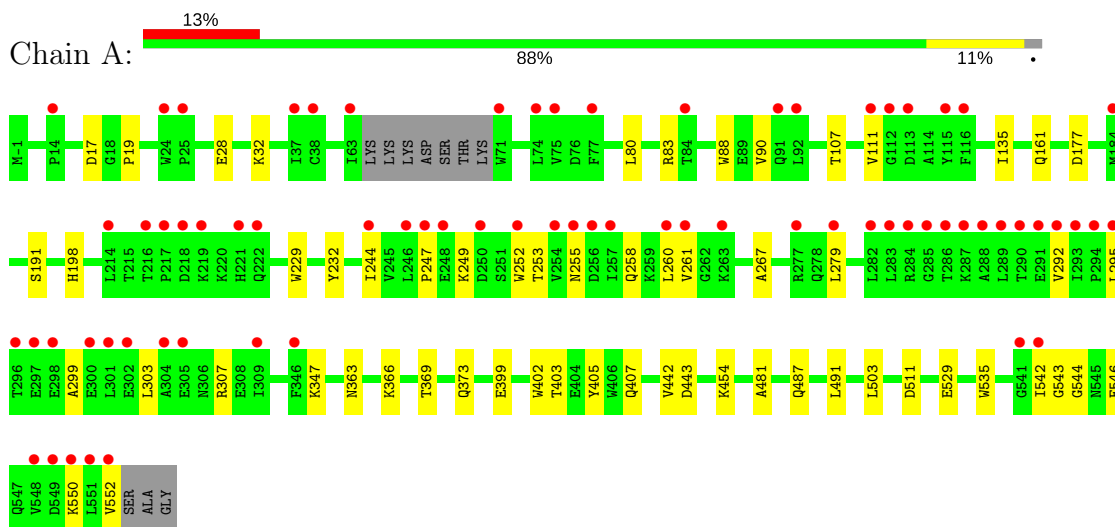 13%
Chain A:
88% 11% •
M-1 P14 D17 G18 P19 W24 P25 E28 K32 I37 C38 I63 LYS LYS LYS ASP SER THR LYS W71 L74 V75 D76 F77 L80 R83 T84 W88 E89 V90 Q91 L92 T107 V111 G112 D113 A114 Y115 F116 I135 Q161 D177 M184
S191 H198 L214 T215 T216 P217 D218 K219 K220 H221 Q222 W229 Y232 I244 V245 L246 P247 E248 K249 D250 S251 W252 T253 V254 N255 D256 I257 Q258 K259 L260 V261 G262 K263 A267 R277 Q278 L279 L282 L283 R284 G285 T286 K287 A288 L289 T290 E291 V292 I293 P294 L295
T296 E297 E298 A299 E300 L301 E302 L303 A304 E305 N306 R307 E308 I309 F346 K347 N363 K366 T369 Q373 E399 W402 T403 E404 Y405 W406 Q407 V442 D443 K454 A481 Q487 L491 L503 D511 E529 W535 G541 I542 G543 G544 N545 E546
Q547 V548 D549 K550 L551 V552 SER ALA GLY